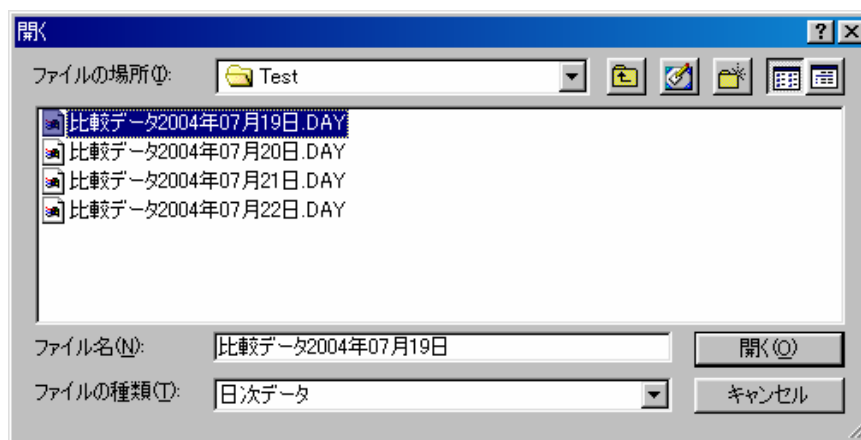 開く
ファイルの場所(I):
Test
比較データ2004年07月19日.DAY
比較データ2004年07月20日.DAY
比較データ2004年07月21日.DAY
比較データ2004年07月22日.DAY
ファイル名(N):
比較データ2004年07月19日
開く(O)
ファイルの種類(T):
日次データ
キャンセル